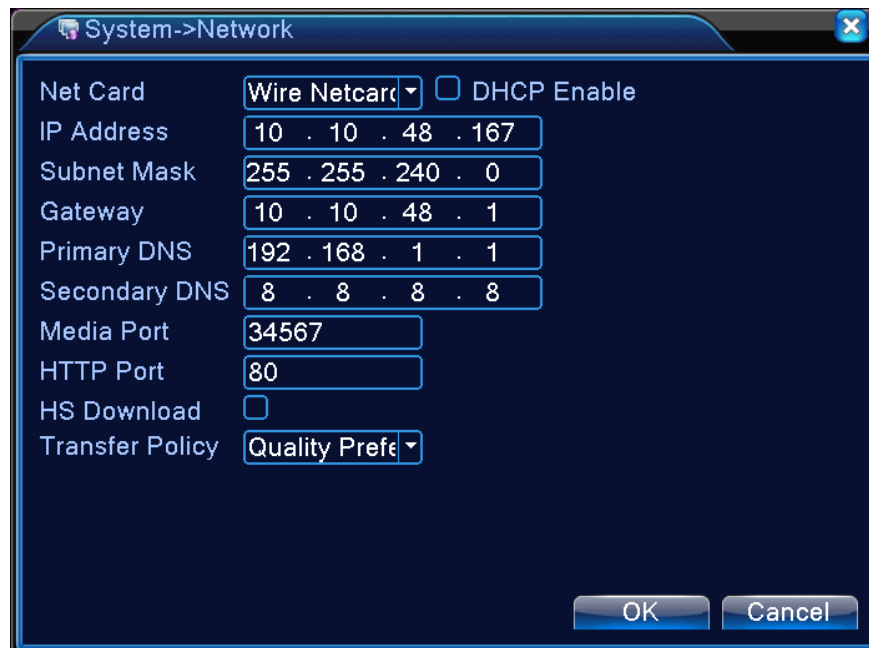 System->Network
Net Card Wire Netcard DHCP Enable
IP Address 10 . 10 . 48 . 167
Subnet Mask 255 . 255 . 240 . 0
Gateway 10 . 10 . 48 . 1
Primary DNS 192 . 168 . 1 . 1
Secondary DNS 8 . 8 . 8 . 8
Media Port 34567
HTTP Port 80
HS Download
Transfer Policy Quality Prefe
OK Cancel